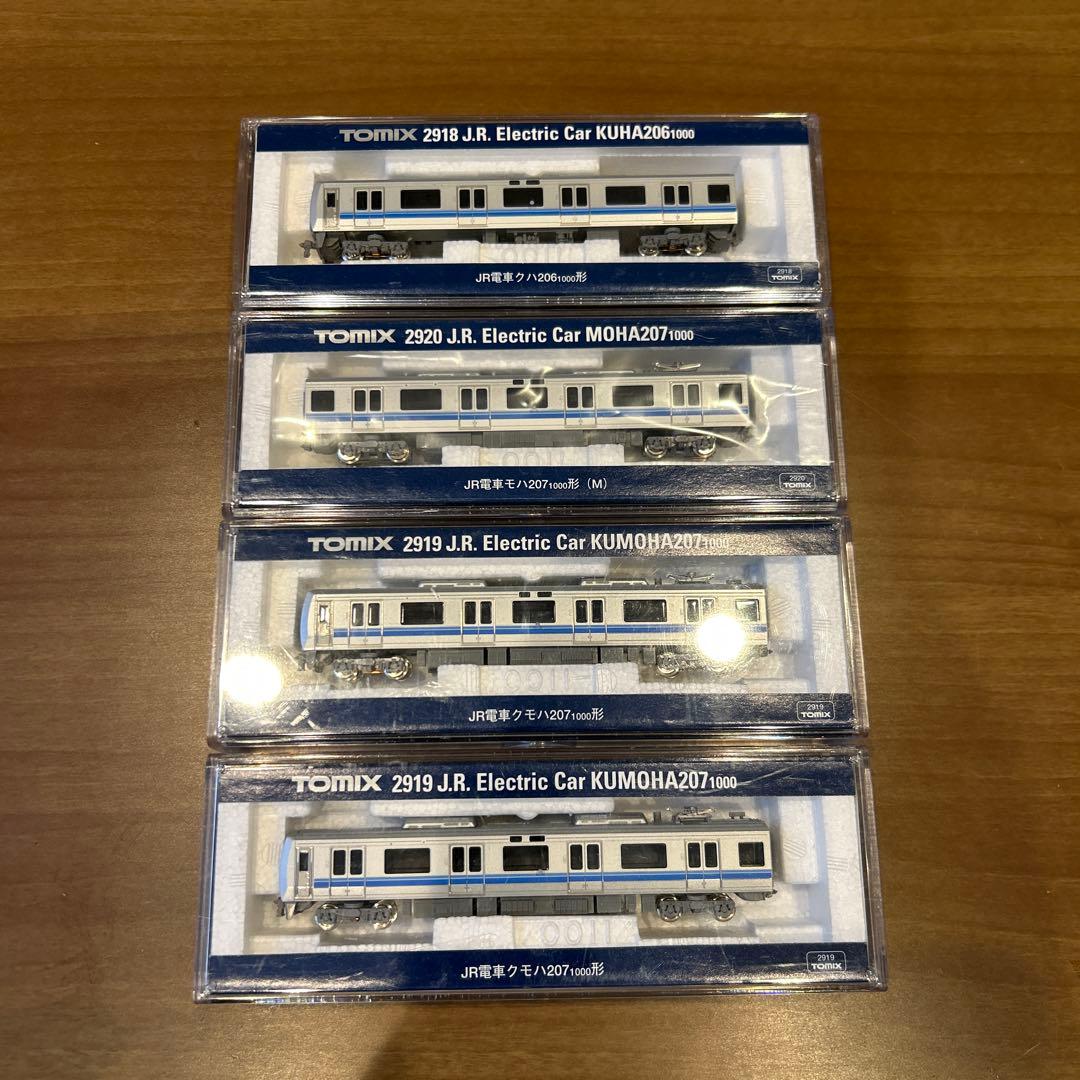 TOMIX 2918 J.R. Electric Car KUHA206 1000
JR電車クハ206 1000形
2918
TOMIX
TOMIX 2920 J.R. Electric Car MOHA207 1000
JR電車モハ207 1000形（M）
2920
TOMIX
TOMIX 2919 J.R. Electric Car KUMOHA207 1000
JR電車クモハ207 1000形
2919
TOMIX
TOMIX 2919 J.R. Electric Car KUMOHA207 1000
JR電車クモハ207 1000形
2919
TOMIX